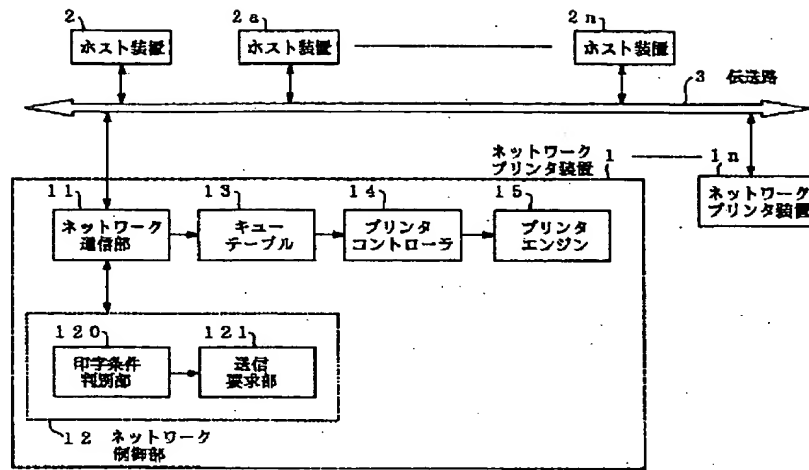 2 2a 2n
ホスト装置 ホスト装置 ホスト装置
3 伝送路
ネットワーク
プリンタ装置 1 1n
11 13 14 15
ネットワーク
プリンタ装置
ネットワーク
通信部
キュー
テーブル
プリンタ
コントローラ
プリンタ
エンジン
120 121
印字条件
判別部
送信
要求部
12 ネットワーク
制御部